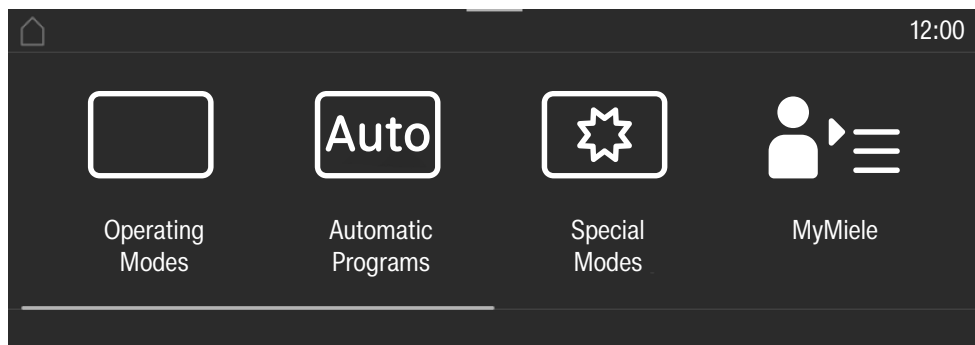 12:00
Auto
Operating
Modes
Automatic
Programs
Special
Modes
MyMiele